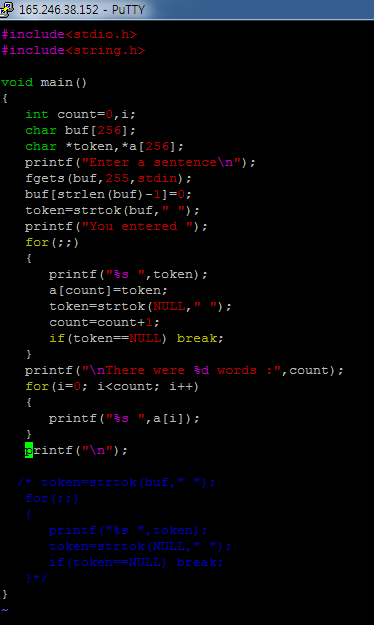 165.246.38.152 - PuTTY
#include<stdio.h>
#include<string.h>

void main()
{
   int count=0,i;
   char buf[256];
   char *token,*a[256];
   printf("Enter a sentence\n");
   fgets(buf,255,stdin);
   buf[strlen(buf)-1]=0;
   token=strtok(buf," ");
   printf("You entered ");
   for(;;)
   {
      printf("%s ",token);
      a[count]=token;
      token=strtok(NULL," ");
      count=count+1;
      if(token==NULL) break;
   }
   printf("\nThere were %d words :",count);
   for(i=0; i<count; i++)
   {
      printf("%s ",a[i]);
   }
   printf("\n");

  /* token=strtok(buf," ");
   for(;;)
   {
      printf("%s ",token);
      token=strtok(NULL," ");
      if(token==NULL) break;
   }*/
}
~